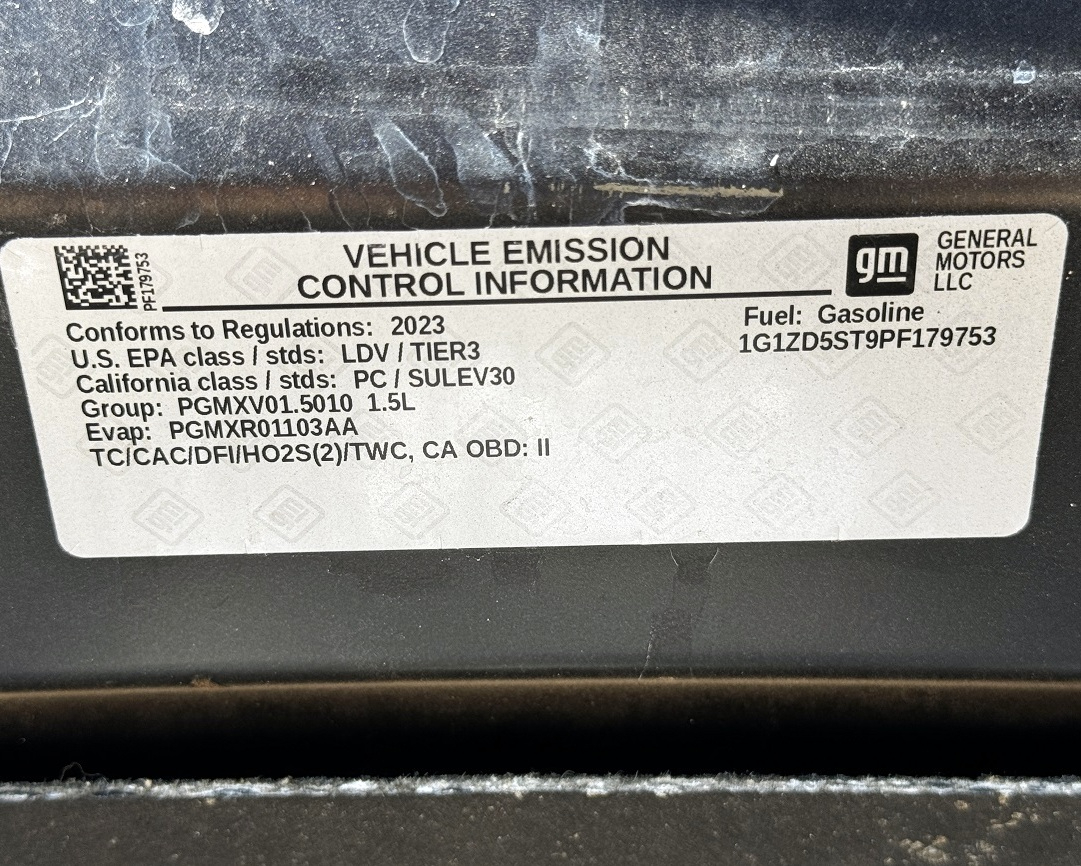 PF179753
VEHICLE EMISSION
CONTROL INFORMATION
gm
GENERAL
MOTORS
LLC
Conforms to Regulations: 2023
U.S. EPA class / stds: LDV / TIER3
California class / stds: PC / SULEV30
Group: PGMXV01.5010 1.5L
Evap: PGMXR01103AA
TC/CAC/DFI/HO2S(2)/TWC, CA OBD: II
Fuel: Gasoline
1G1ZD5ST9PF179753